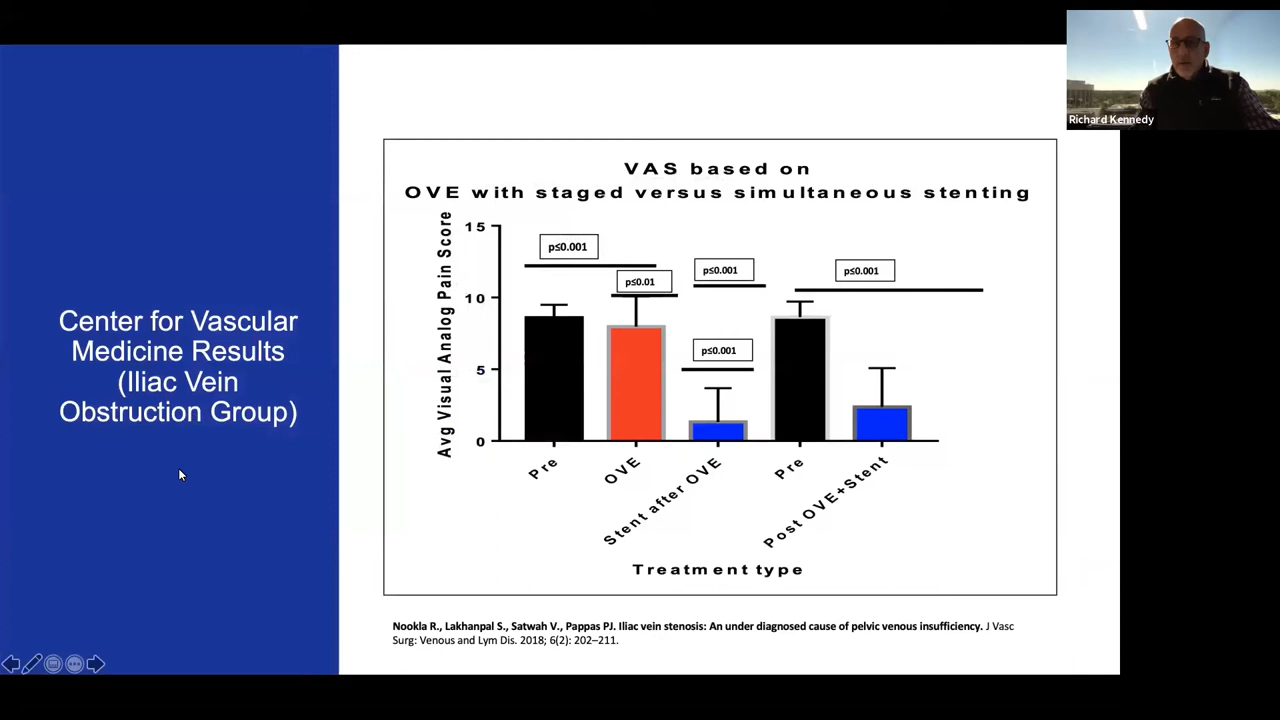 Richard Kennedy
Center for Vascular
Medicine Results
(Iliac Vein
Obstruction Group)
VAS based on
OVE with staged versus simultaneous stenting
Avg Visual Analog Pain Score
15
10
5
0
p≤0.001
p≤0.01
p≤0.001
p≤0.001
p≤0.001
Pre
OVE
Stent after OVE
Pre
Post OVE+Stent
Treatment type
Nookla R., Lakhanpal S., Satwah V., Pappas PJ. Iliac vein stenosis: An under diagnosed cause of pelvic venous insufficiency. J Vasc
Surg: Venous and Lym Dis. 2018; 6(2): 202–211.